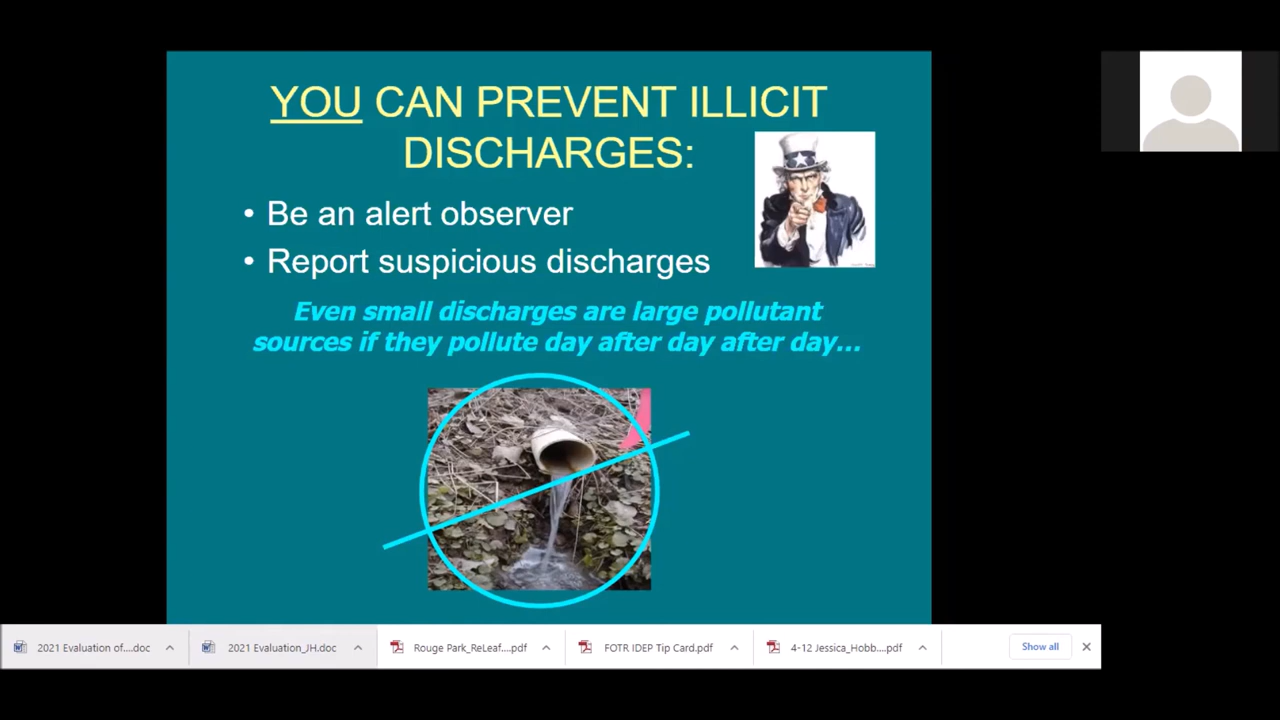 YOU CAN PREVENT ILLICIT
DISCHARGES:
• Be an alert observer
• Report suspicious discharges
Even small discharges are large pollutant
sources if they pollute day after day after day...
2021 Evaluation of....doc
2021 Evaluation_JH.doc
Rouge Park_ReLeaf....pdf
FOTR IDEP Tip Card.pdf
4-12 Jessica_Hobb....pdf
Show all